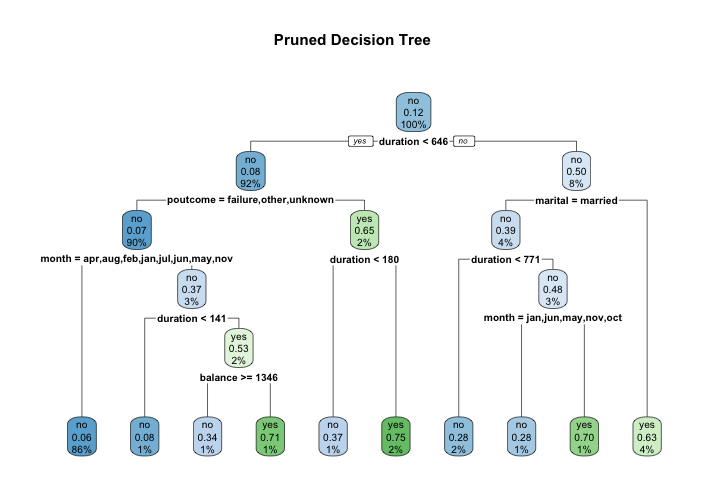 Pruned Decision Tree
no
0.12
100%
yes duration < 646 no
no
0.08
92%
no
0.50
8%
poutcome = failure,other,unknown
marital = married
no
0.07
90%
yes
0.65
2%
no
0.39
4%
month = apr,aug,feb,jan,jul,jun,may,nov
duration < 180
duration < 771
no
0.37
3%
no
0.48
3%
duration < 141
month = jan,jun,may,nov,oct
yes
0.53
2%
balance >= 1346
no
0.06
86%
no
0.08
1%
no
0.34
1%
yes
0.71
1%
no
0.37
1%
yes
0.75
2%
no
0.28
2%
no
0.28
1%
yes
0.70
1%
yes
0.63
4%